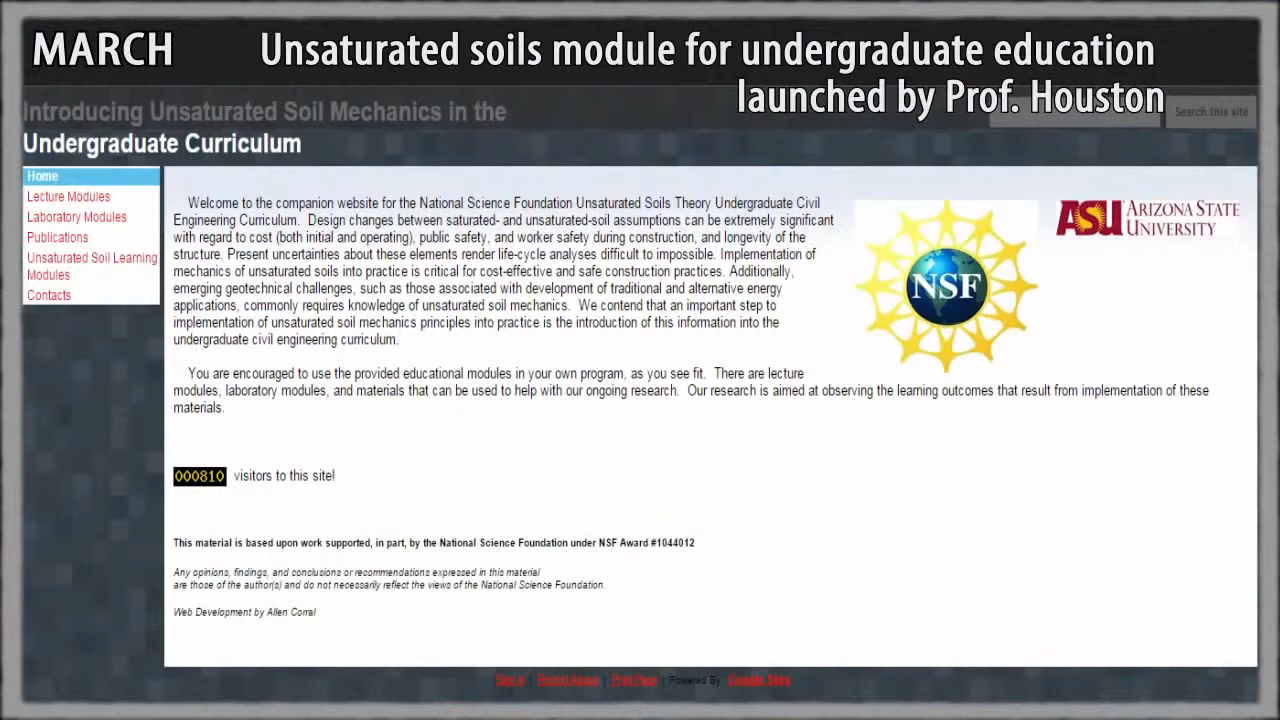 MARCH Unsaturated soils module for undergraduate education
launched by Prof. Houston
Introducing Unsaturated Soil Mechanics in the
Search this site
Undergraduate Curriculum
Home
Lecture Modules
Laboratory Modules
Publications
Unsaturated Soil Learning
Modules
Contacts
Welcome to the companion website for the National Science Foundation Unsaturated Soils Theory Undergraduate Civil
Engineering Curriculum. Design changes between saturated- and unsaturated-soil assumptions can be extremely significant
with regard to cost (both initial and operating), public safety, and worker safety during construction, and longevity of the
structure. Present uncertainties about these elements render life-cycle analyses difficult to impossible. Implementation of
mechanics of unsaturated soils into practice is critical for cost-effective and safe construction practices. Additionally,
emerging geotechnical challenges, such as those associated with development of traditional and alternative energy
applications, commonly requires knowledge of unsaturated soil mechanics. We contend that an important step to
implementation of unsaturated soil mechanics principles into practice is the introduction of this information into the
undergraduate civil engineering curriculum.
NSF
ASU ARIZONA STATE
UNIVERSITY
You are encouraged to use the provided educational modules in your own program, as you see fit. There are lecture
modules, laboratory modules, and materials that can be used to help with our ongoing research. Our research is aimed at observing the learning outcomes that result from implementation of these
materials.
000810 visitors to this site!
This material is based upon work supported, in part, by the National Science Foundation under NSF Award #1044012
Any opinions, findings, and conclusions or recommendations expressed in this material
are those of the author(s) and do not necessarily reflect the views of the National Science Foundation.
Web Development by Allen Corral
Sign in | Report Abuse | Print Page | Powered By Google Sites